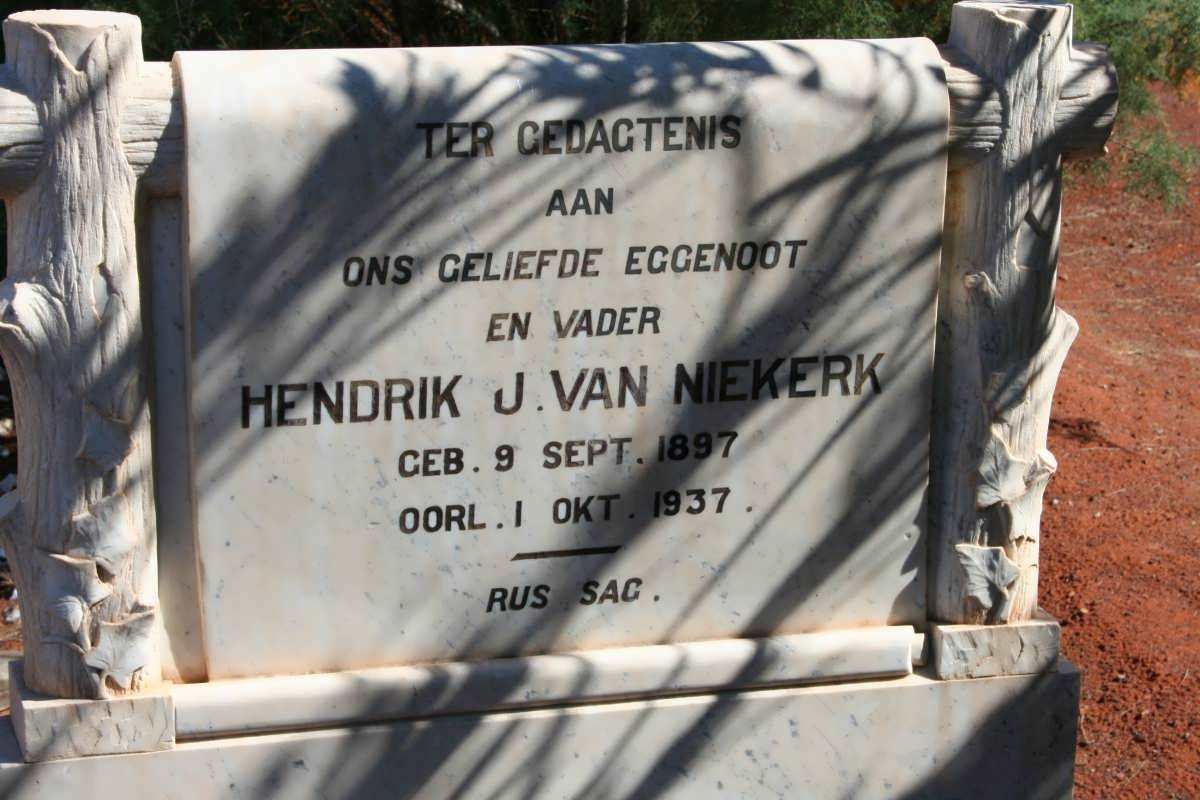 TER GEDAGTENIS
AAN
ONS GELIEFDE EGGENOOT
EN VADER
HENDRIK J. VAN NIEKERK
GEB. 9 SEPT. 1897
OORL. 1 OKT. 1937.
RUS SAG.